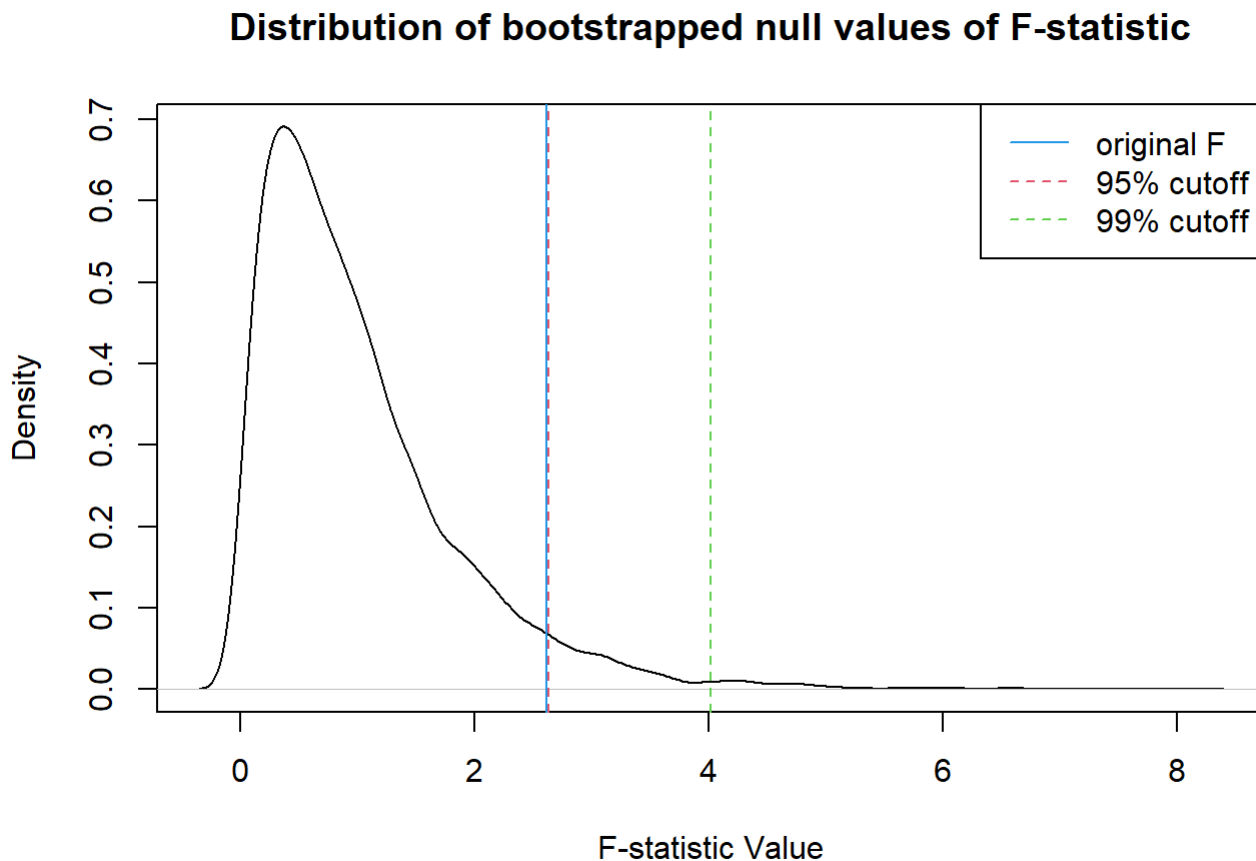 Distribution of bootstrapped null values of F-statistic
0.7
0.6
0.5
0.4
0.3
0.2
0.1
0.0
Density
original F
95% cutoff
99% cutoff
0 2 4 6 8
F-statistic Value